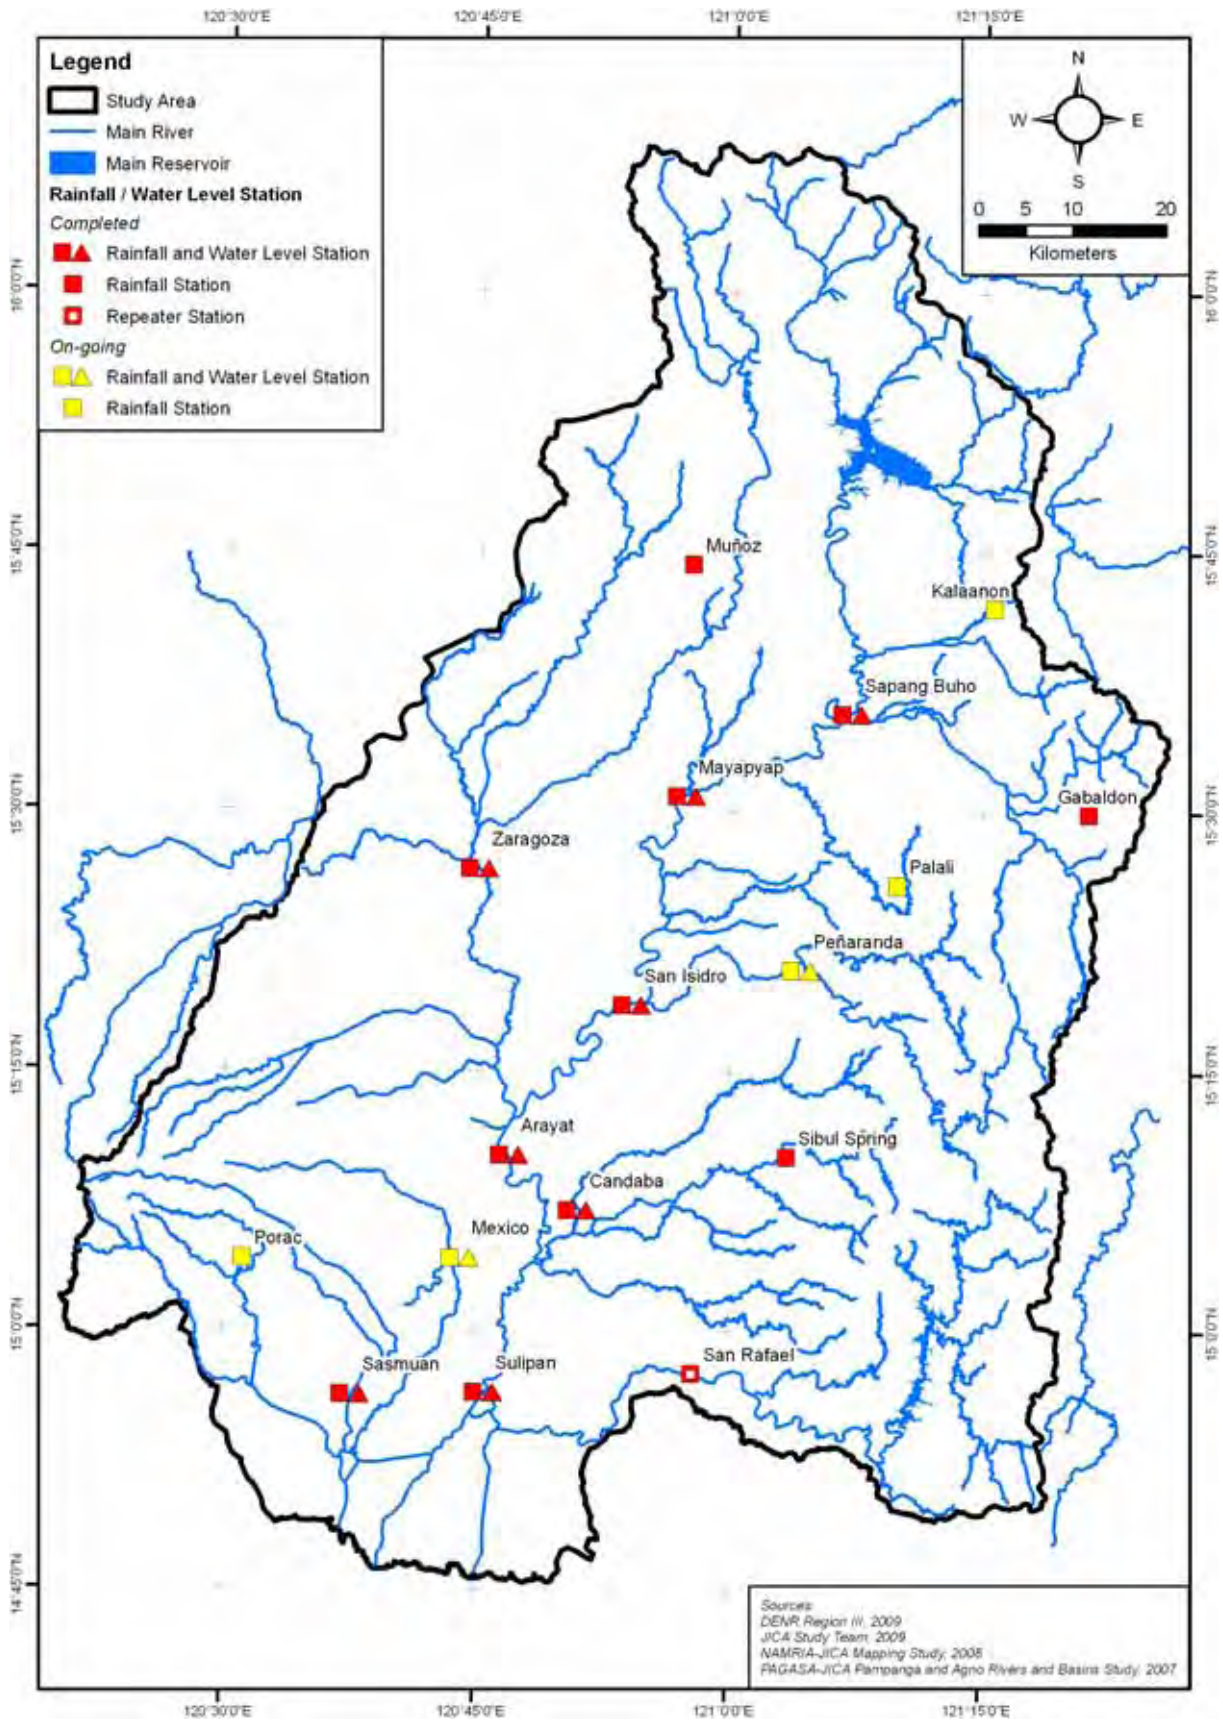 120°30'0"E
120°45'0"E
121°0'0"E
121°15'0"E
Legend
Study Area
Main River
Main Reservoir
Rainfall / Water Level Station
Completed
Rainfall and Water Level Station
Rainfall Station
Repeater Station
On-going
Rainfall and Water Level Station
Rainfall Station
N
W
E
S
0 5 10 20
Kilometers
16°0'0"N
16°0'0"N
15°45'0"N
15°45'0"N
Muñoz
Kalaanon
Sapang Buho
Mayapyap
Gabaldon
15°30'0"N
15°30'0"N
Zaragoza
Palali
Peñaranda
San Isidro
15°15'0"N
15°15'0"N
Arayat
Sibul Spring
Candaba
Mexico
Porac
15°0'0"N
15°0'0"N
San Rafael
Sasmuan
Sulipan
14°45'0"N
Sources:
DENR Region III, 2009
JICA Study Team, 2009
NAMRIA-JICA Mapping Study, 2008
PAGASA-JICA Pampanga and Agno Rivers and Basins Study, 2007
120°30'0"E
120°45'0"E
121°0'0"E
121°15'0"E